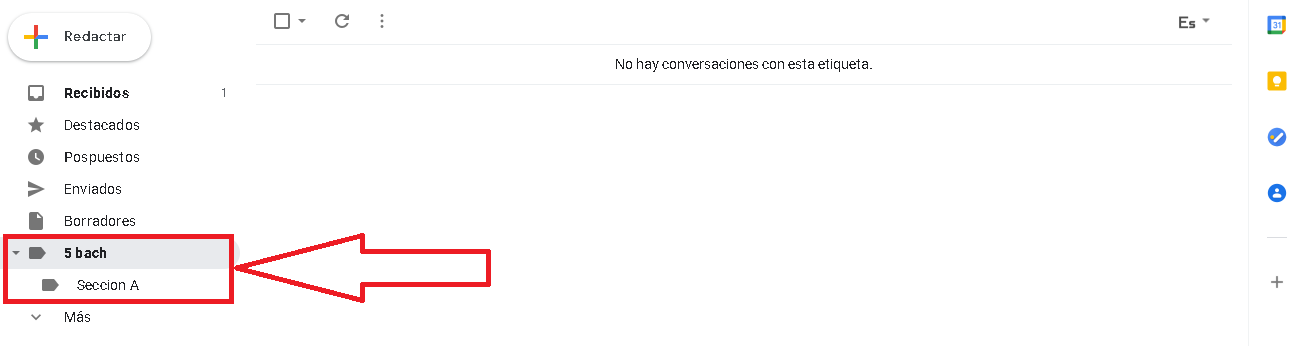 Redactar
Es
No hay conversaciones con esta etiqueta.
Recibidos 1
Destacados
Pospuestos
Enviados
Borradores
5 bach
Seccion A
Más
31